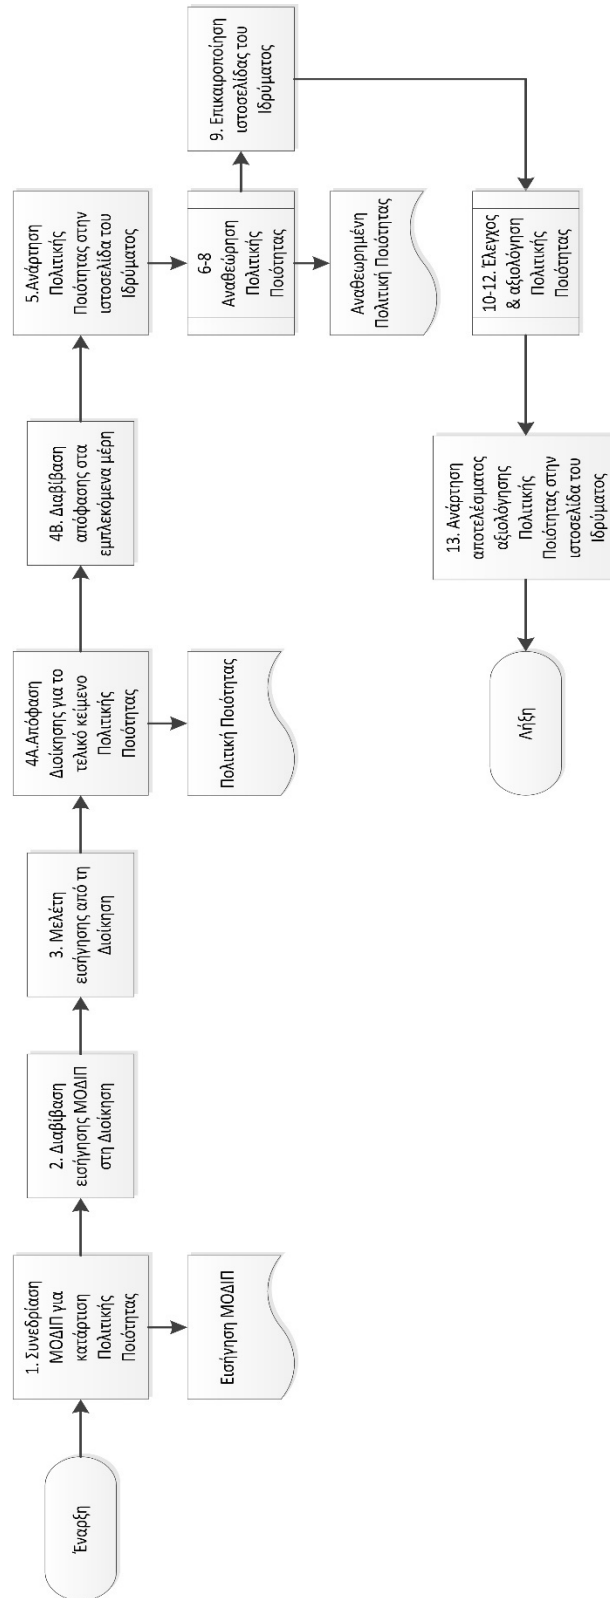 Έναρξη
1. Συνεδρίαση
ΜΟΔΙΠ για
κατάρτιση
Πολιτικής
Ποιότητας
Εισήγηση ΜΟΔΙΠ
2. Διαβίβαση
εισήγησης ΜΟΔΙΠ
στη Διοίκηση
3. Μελέτη
εισήγησης από τη
Διοίκηση
4Α.Απόφαση
Διοίκησης για το
τελικό κείμενο
Πολιτικής
Ποιότητας
Πολιτική Ποιότητας
4Β. Διαβίβαση
απόφασης στα
εμπλεκόμενα μέρη
5.Ανάρτηση
Πολιτικής
Ποιότητας στην
ιστοσελίδα του
Ιδρύματος
6-8
Αναθεώρηση
Πολιτικής
Ποιότητας
Αναθεωρημένη
Πολιτική Ποιότητας
9. Επικαιροποίηση
ιστοσελίδας του
Ιδρύματος
10-12. Έλεγχος
& αξιολόγηση
Πολιτικής
Ποιότητας
13. Ανάρτηση
αποτελέσματος
αξιολόγησης
Πολιτικής
Ποιότητας στην
ιστοσελίδα του
Ιδρύματος
Λήξη